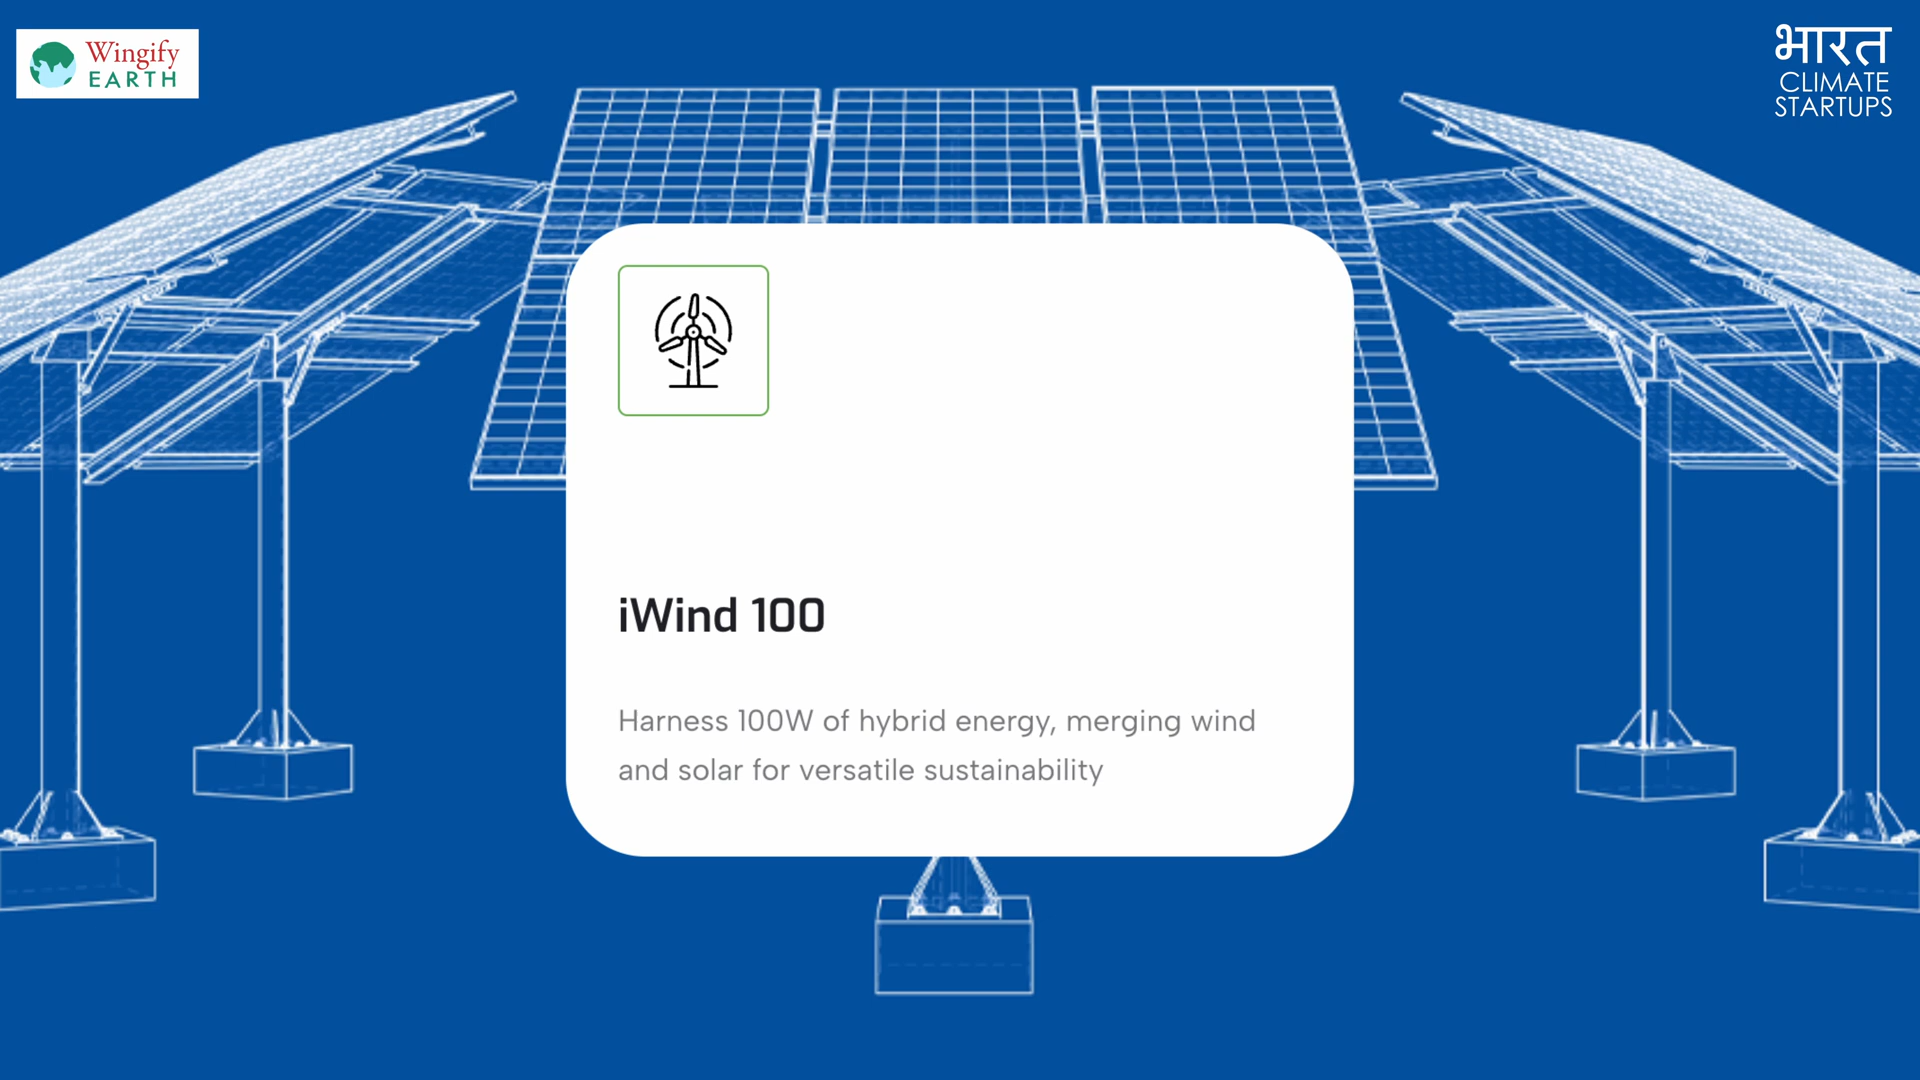 Wingify
EARTH
भारत
CLIMATE
STARTUPS
iWind 100
Harness 100W of hybrid energy, merging wind
and solar for versatile sustainability